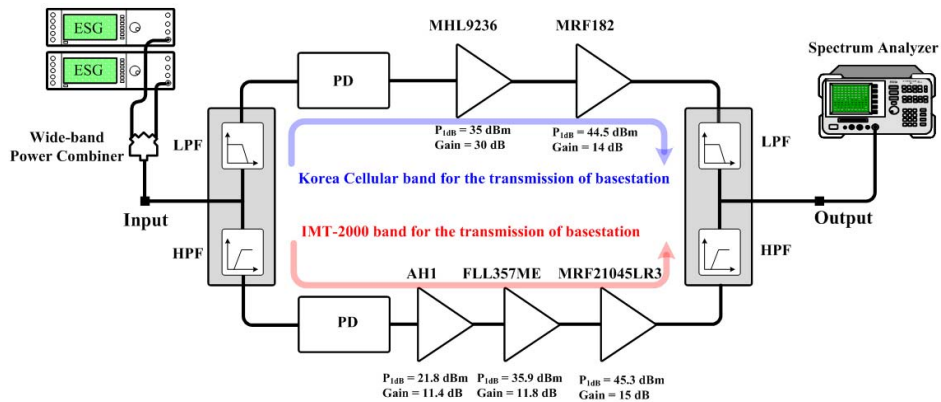 ESG
ESG
Wide-band
Power Combiner
Input
LPF
HPF
PD
MHL9236
MRF182
P1dB = 35 dBm
Gain = 30 dB
P1dB = 44.5 dBm
Gain = 14 dB
Korea Cellular band for the transmission of basestation
IMT-2000 band for the transmission of basestation
PD
AH1
FLL357ME
MRF21045LR3
P1dB = 21.8 dBm
Gain = 11.4 dB
P1dB = 35.9 dBm
Gain = 11.8 dB
P1dB = 45.3 dBm
Gain = 15 dB
LPF
HPF
Output
Spectrum Analyzer